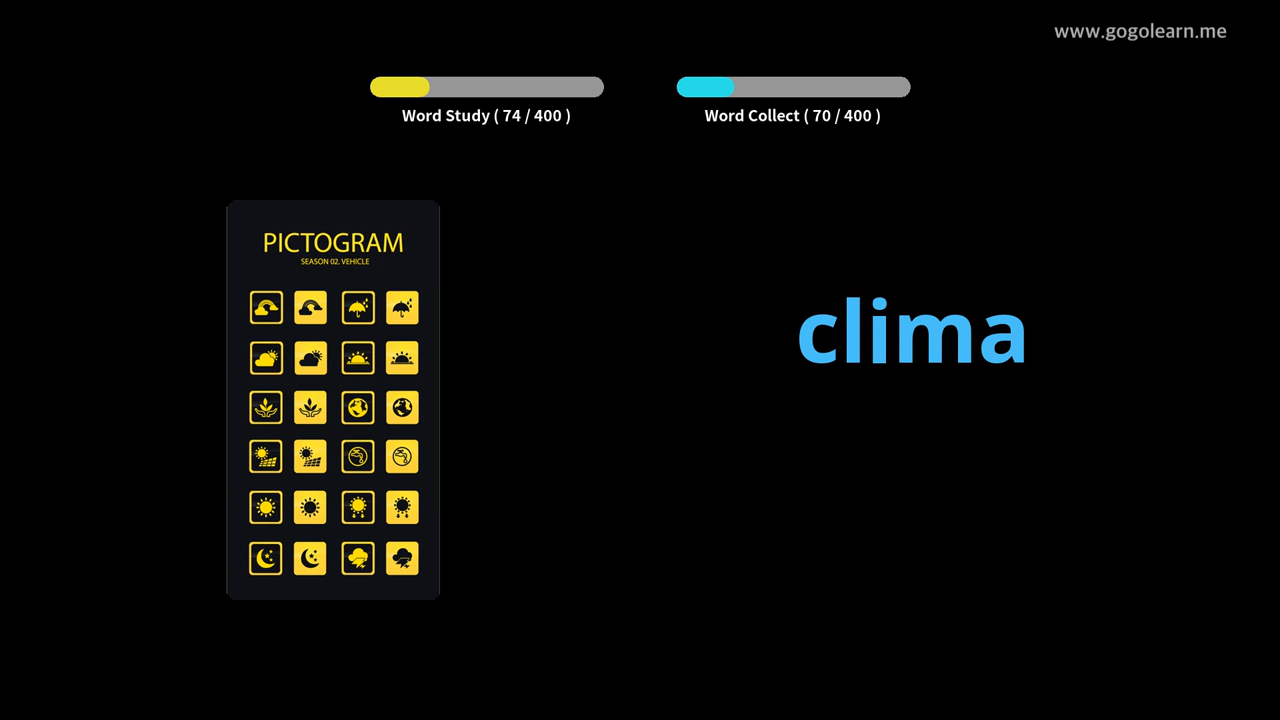 www.gogolearn.me
Word Study ( 74 / 400 )
Word Collect ( 70 / 400 )
PICTOGRAM
SEASON 02. VEHICLE
clima